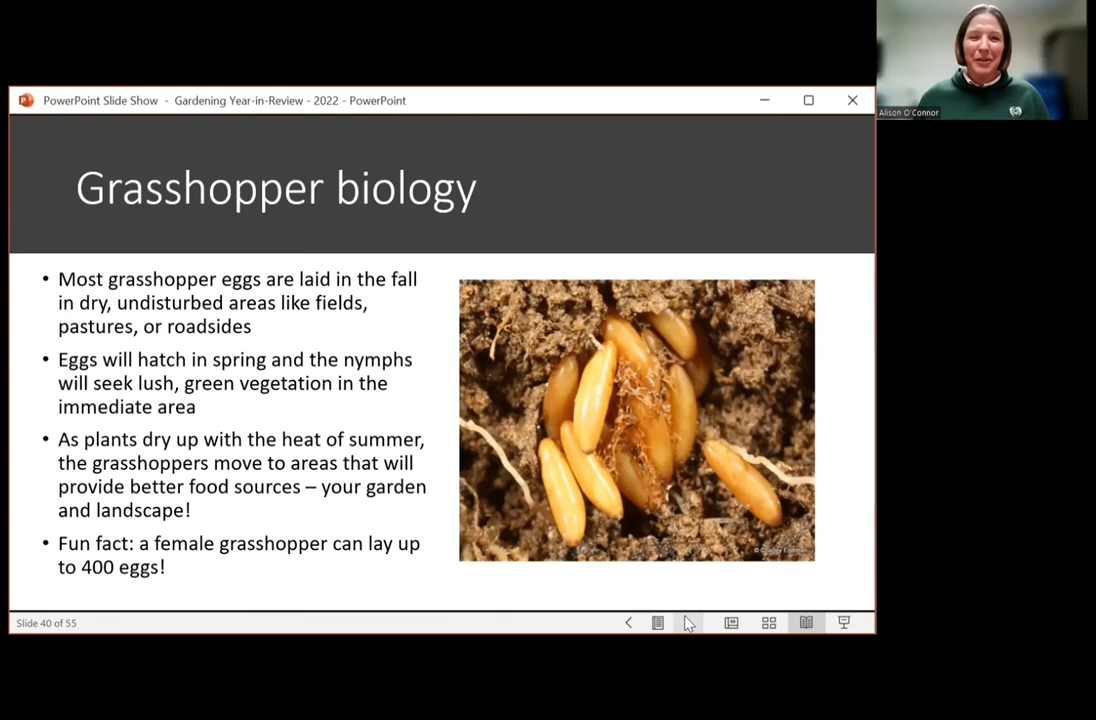 Alison O'Connor
PowerPoint Slide Show - Gardening Year-in-Review - 2022 - PowerPoint
Grasshopper biology
• Most grasshopper eggs are laid in the fall
in dry, undisturbed areas like fields,
pastures, or roadsides
• Eggs will hatch in spring and the nymphs
will seek lush, green vegetation in the
immediate area
• As plants dry up with the heat of summer,
the grasshoppers move to areas that will
provide better food sources – your garden
and landscape!
• Fun fact: a female grasshopper can lay up
to 400 eggs!
Slide 40 of 55